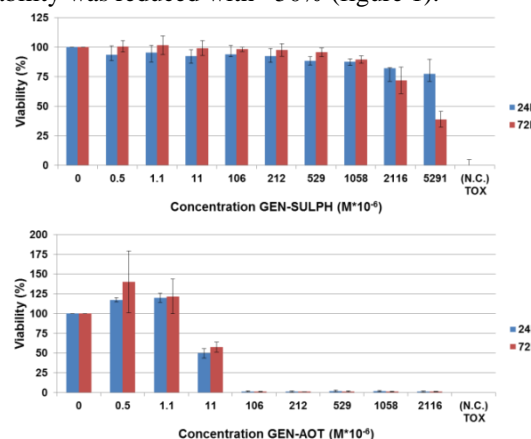 was reduced with 50% (figure 1).
125
100
75
50
25
0
Viability (%)
0 0.5 1.1 11 106 212 529 1058 2116 5291 (N.C.) TOX
Concentration GEN-SULPH (M*10-6)
24
72
200
175
150
125
100
75
50
25
0
Viability (%)
0 0.5 1.1 11 106 212 529 1058 2116 (N.C.) TOX
Concentration GEN-AOT (M*10-6)
24
72